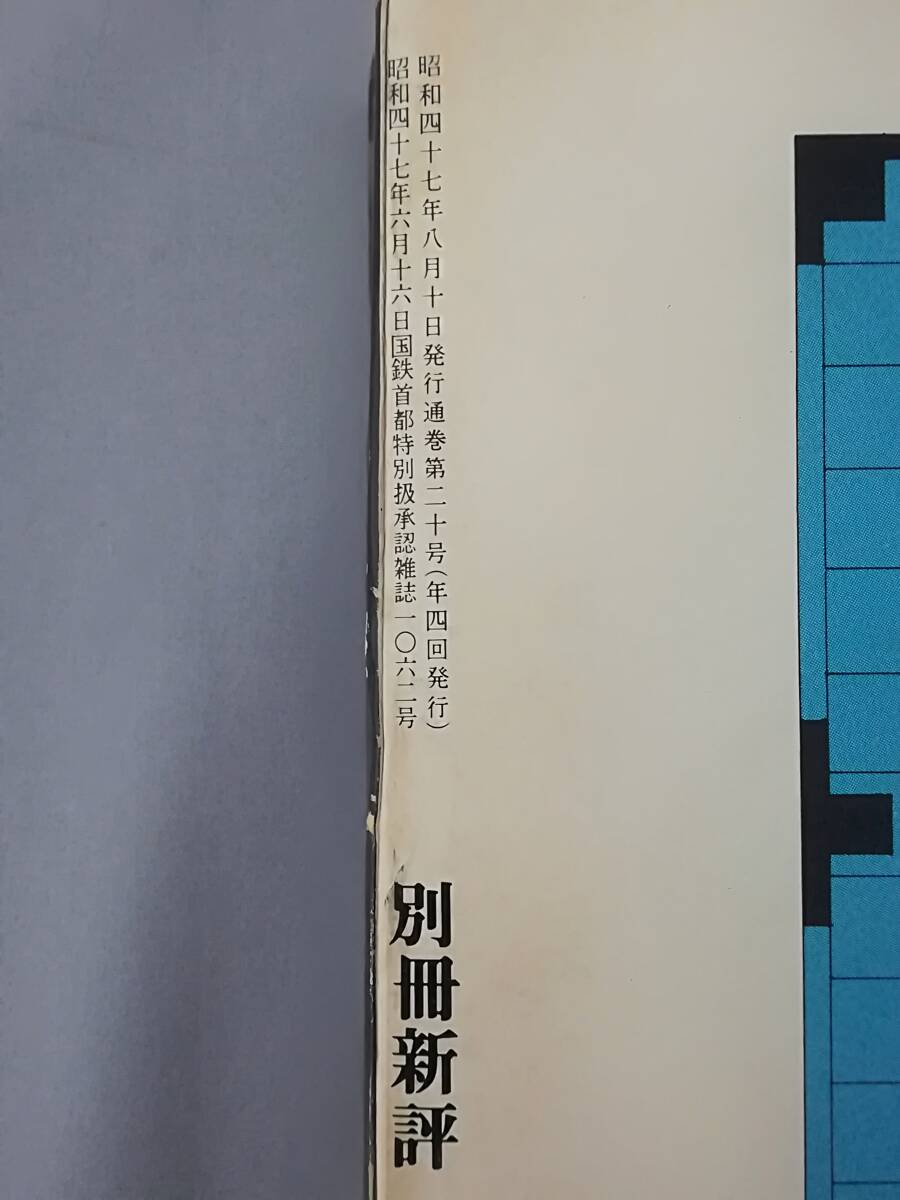 昭和四十七年八月十日発行通巻第二十号(年四回発行)
昭和四十七年六月十六日国鉄首都特別扱承認雑誌一〇六二号
別冊新評